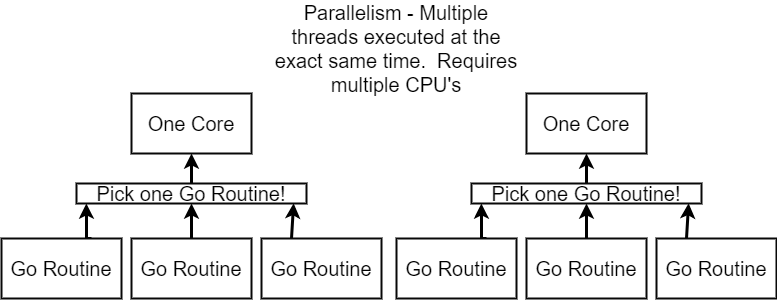 Parallelism - Multiple
threads executed at the
exact same time.  Requires
multiple CPU's
One Core
One Core
Pick one Go Routine!
Pick one Go Routine!
Go Routine
Go Routine
Go Routine
Go Routine
Go Routine
Go Routine